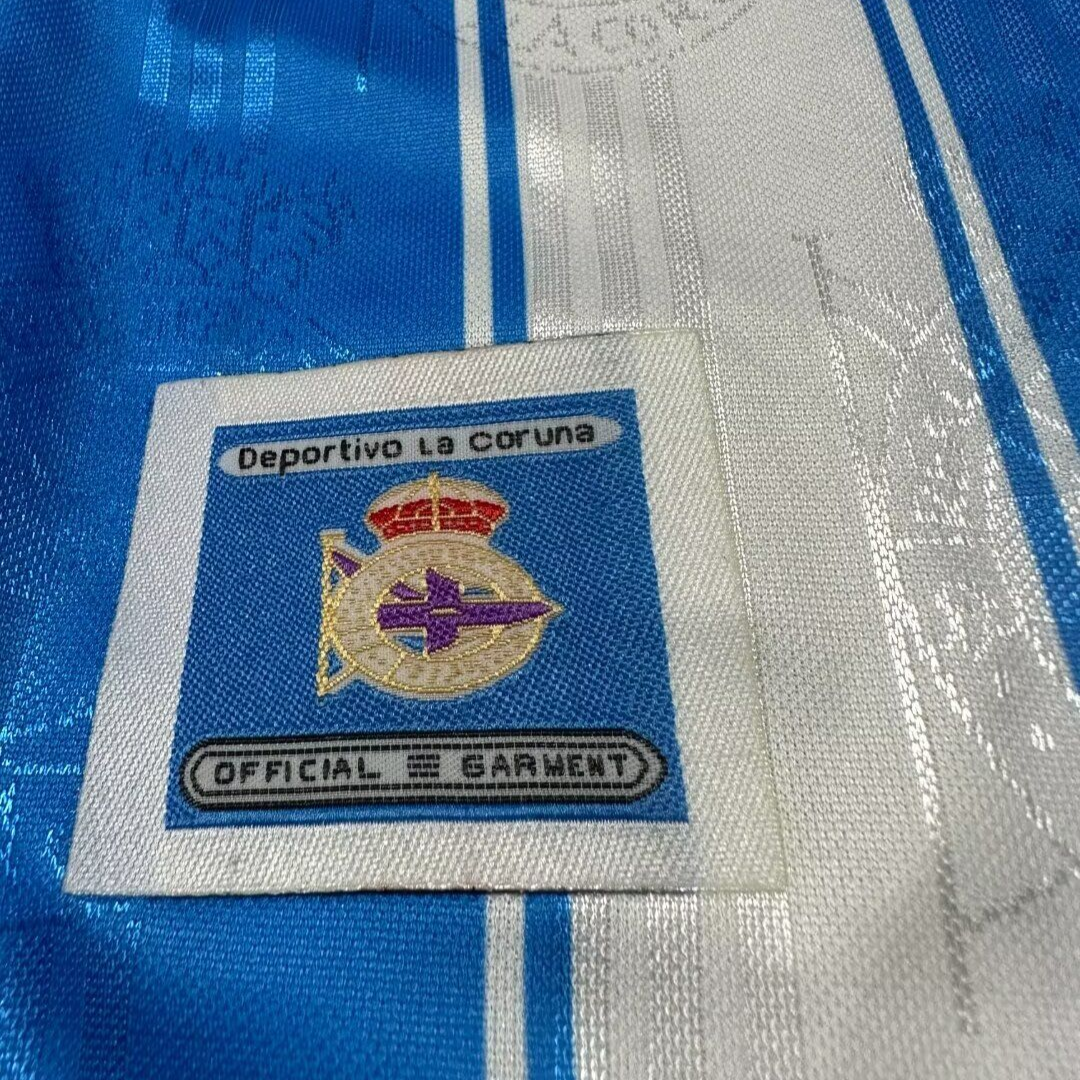 Deportivo La Coruna
OFFICIAL GARMENT